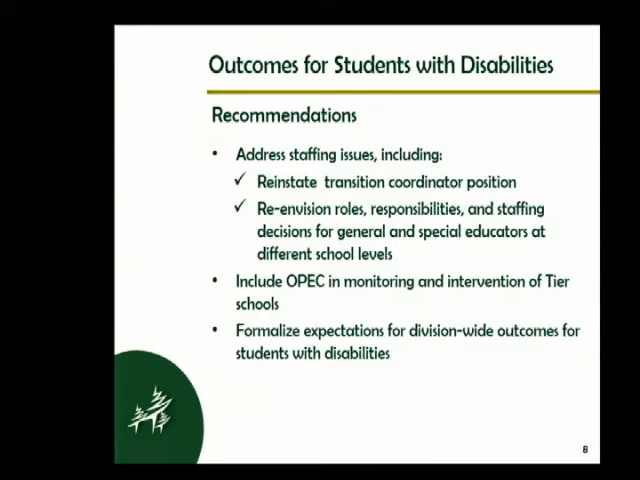 Outcomes for Students with Disabilities
Recommendations
• Address staffing issues, including:
✓ Reinstate transition coordinator position
✓ Re-envision roles, responsibilities, and staffing
decisions for general and special educators at
different school levels
• Include OPEC in monitoring and intervention of Tier
schools
• Formalize expectations for division-wide outcomes for
students with disabilities
8